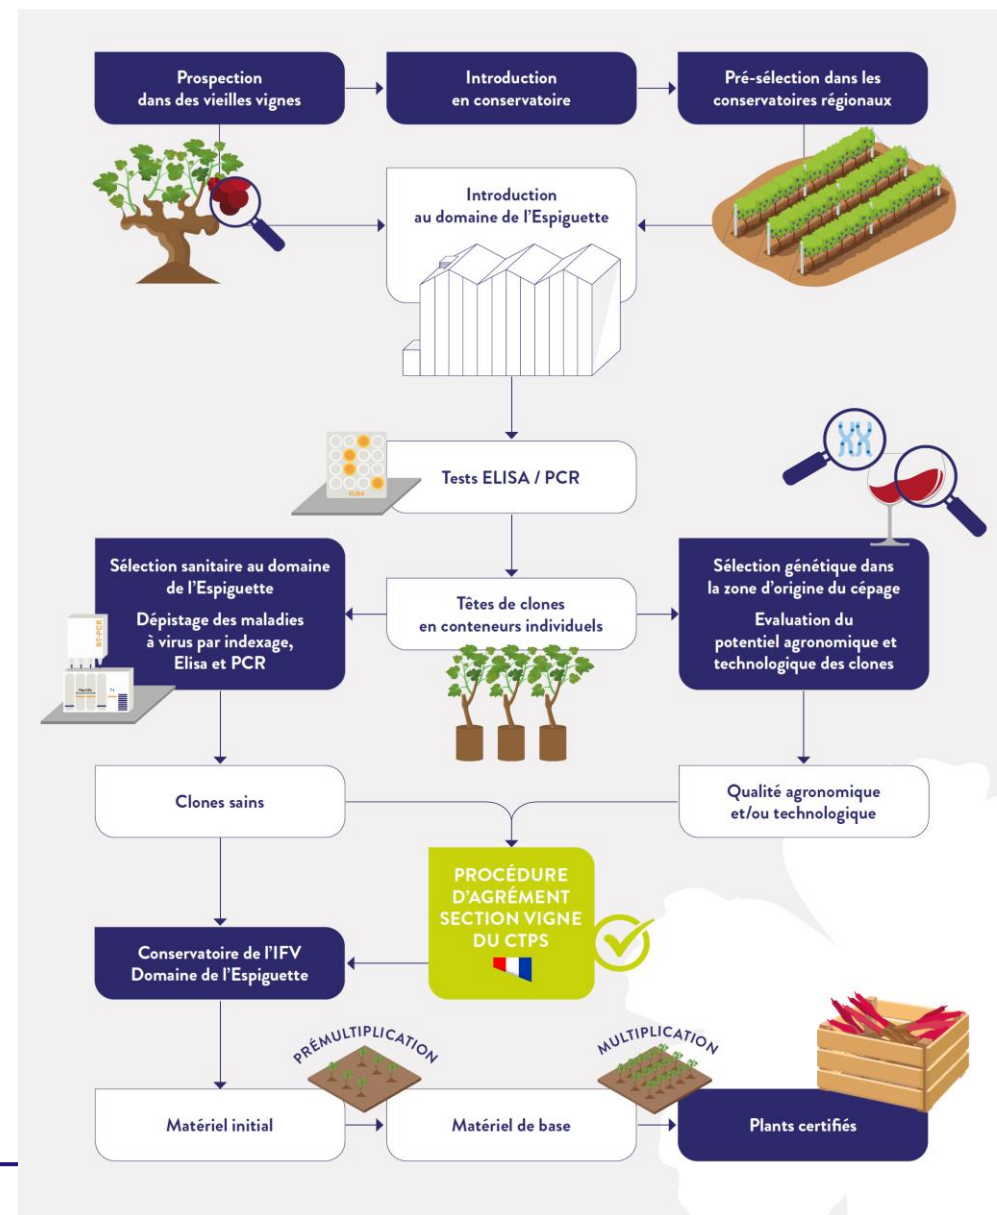 Prospection
dans des vieilles vignes
Introduction
en conservatoire
Pré-sélection dans les
conservatoires régionaux
Introduction
au domaine de l'Espiguette
ELISA
Tests ELISA / PCR
Sélection sanitaire au domaine
de l'Espiguette
Dépistage des maladies
à virus par indexage,
Elisa et PCR
RT-PCR
Têtes de clones
en conteneurs individuels
Sélection génétique dans
la zone d'origine du cépage
Evaluation du
potentiel agronomique et
technologique des clones
Clones sains
Qualité agronomique
et/ou technologique
PROCÉDURE
D'AGRÉMENT
SECTION VIGNE
DU CTPS
Conservatoire de l'IFV
Domaine de l'Espiguette
PRÉMULTIPLICATION
MULTIPLICATION
Matériel initial
Matériel de base
Plants certifiés